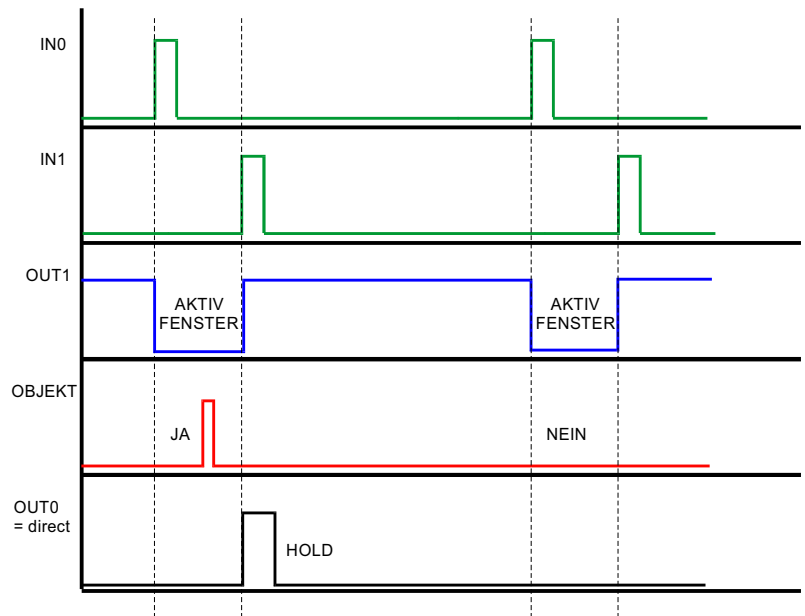 IN0
IN1
OUT1
AKTIV
FENSTER
AKTIV
FENSTER
OBJEKT
JA
NEIN
OUT0
= direct
HOLD